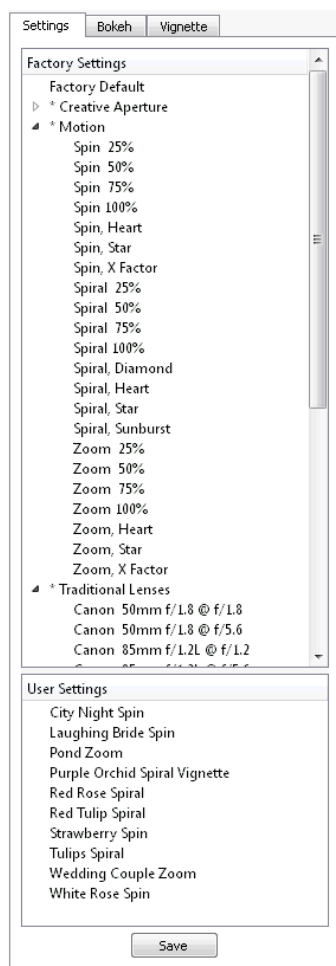 Settings Bokeh Vignette
Factory Settings
Factory Default
* Creative Aperture
* Motion
Spin 25%
Spin 50%
Spin 75%
Spin 100%
Spin, Heart
Spin, Star
Spin, X Factor
Spiral 25%
Spiral 50%
Spiral 75%
Spiral 100%
Spiral, Diamond
Spiral, Heart
Spiral, Star
Spiral, Sunburst
Zoom 25%
Zoom 50%
Zoom 75%
Zoom 100%
Zoom, Heart
Zoom, Star
Zoom, X Factor
* Traditional Lenses
Canon 50mm f/1.8 @ f/1.8
Canon 50mm f/1.8 @ f/5.6
Canon 85mm f/1.2L @ f/1.2
User Settings
City Night Spin
Laughing Bride Spin
Pond Zoom
Purple Orchid Spiral Vignette
Red Rose Spiral
Red Tulip Spiral
Strawberry Spin
Tulips Spiral
Wedding Couple Zoom
White Rose Spin
Save